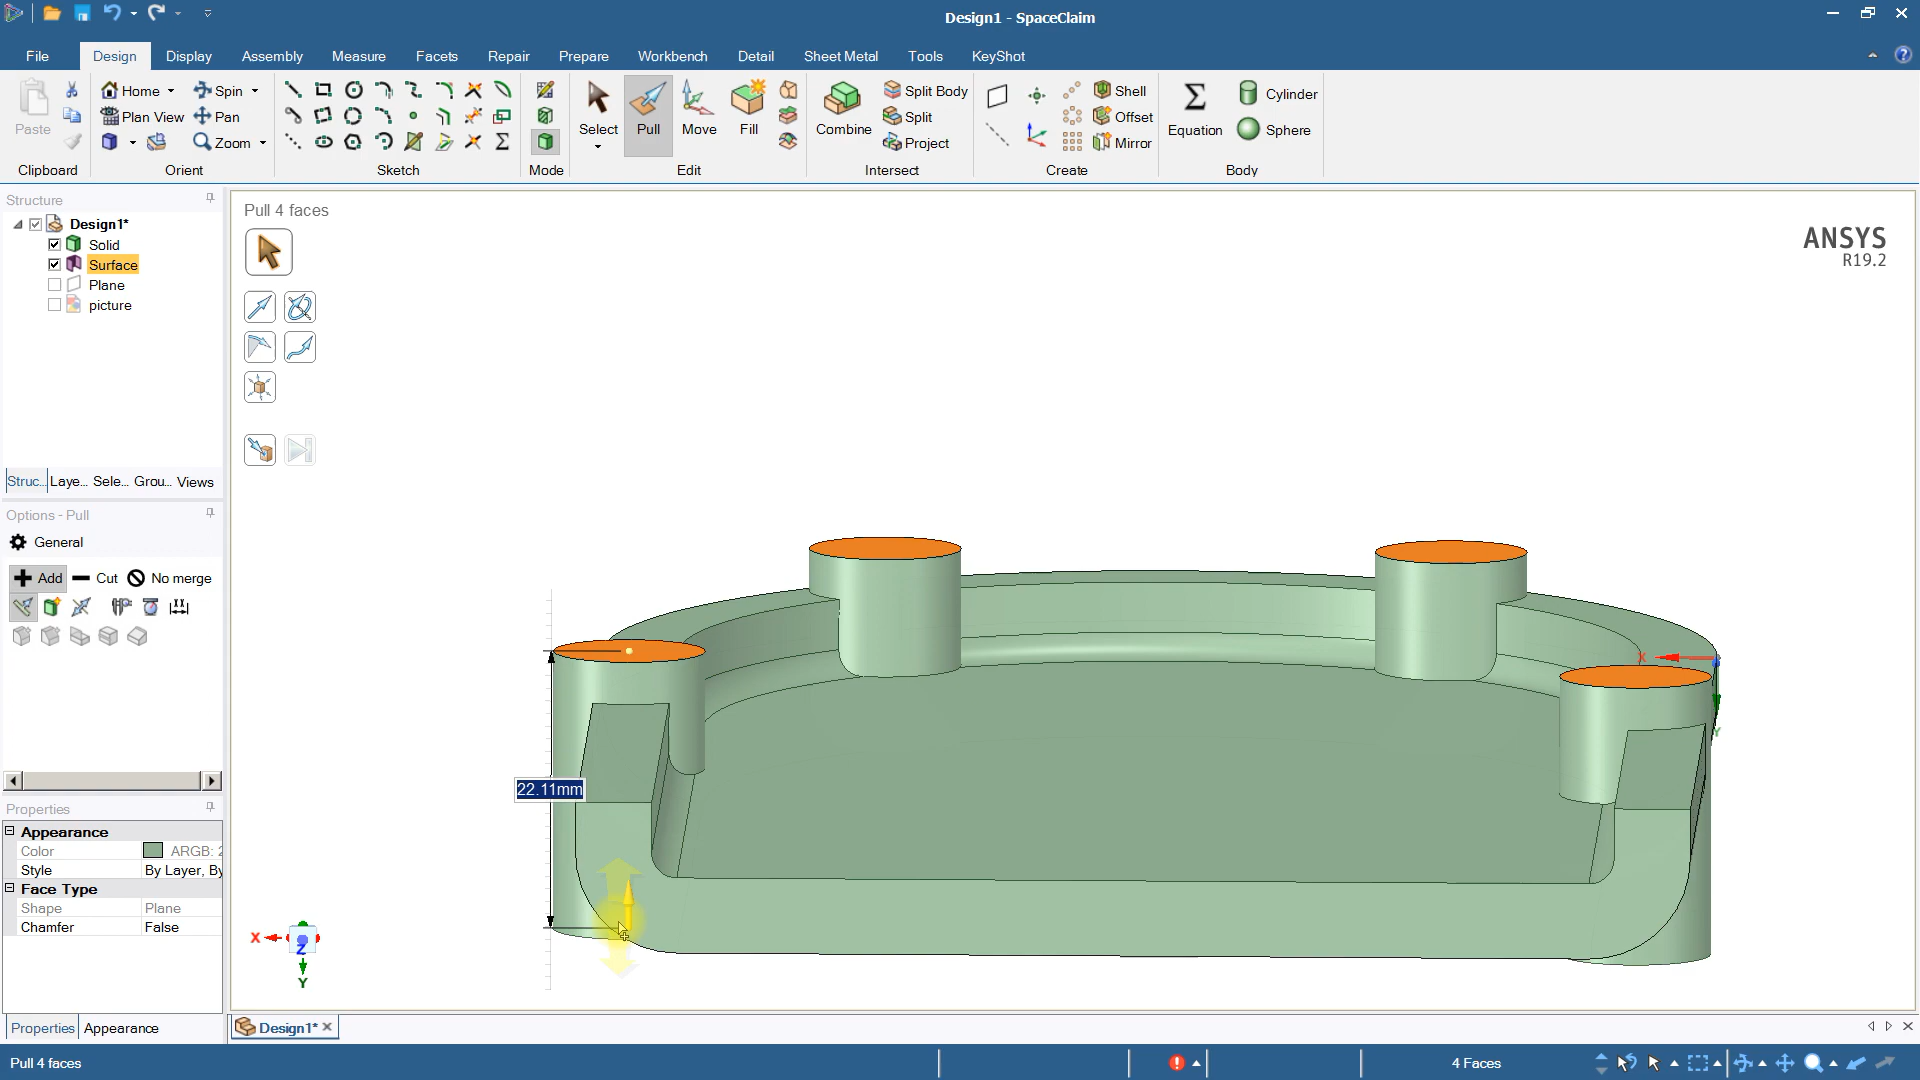 Design1 - SpaceClaim
File Design Display Assembly Measure Facets Repair Prepare Workbench Detail Sheet Metal Tools KeyShot
Paste
Clipboard
Home Spin
Plan View Pan
Zoom
Orient
Sketch
Mode
Select Pull Move Fill
Edit
Combine
Split Body
Split
Project
Intersect
Shell
Offset
Mirror
Create
Equation
Cylinder
Sphere
Body
Structure
Design1*
Solid
Surface
Plane
picture
Struc... Laye... Sele... Grou... Views
Options - Pull
General
Add Cut No merge
Properties
Appearance
Color ARGB: 2
Style By Layer, By
Face Type
Shape Plane
Chamfer False
Properties Appearance
Pull 4 faces
ANSYS
R19.2
X
Y
22.11mm
X
Z
Y
Design1*
Pull 4 faces
4 Faces